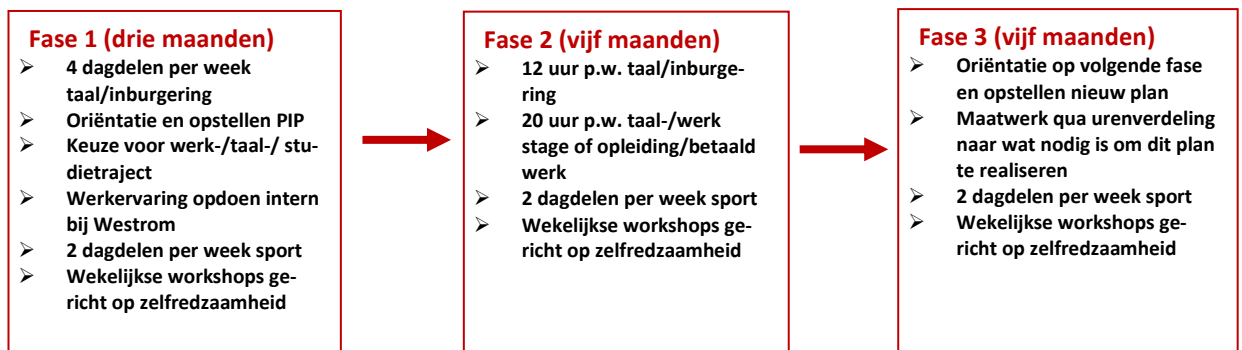 Fase 1 (drie maanden)
➢ 4 dagdelen per week
taal/inburgering
➢ Oriëntatie en opstellen PIP
➢ Keuze voor werk-/taal-/ stu-
dietraject
➢ Werkervaring opdoen intern
bij Westrom
➢ 2 dagdelen per week sport
➢ Wekelijkse workshops ge-
richt op zelfredzaamheid
Fase 2 (vijf maanden)
➢ 12 uur p.w. taal/inburge-
ring
➢ 20 uur p.w. taal-/werk
stage of opleiding/betaald
werk
➢ 2 dagdelen per week sport
➢ Wekelijkse workshops ge-
richt op zelfredzaamheid
Fase 3 (vijf maanden)
➢ Oriëntatie op volgende fase
en opstellen nieuw plan
➢ Maatwerk qua urenverdeling
naar wat nodig is om dit plan
te realiseren
➢ 2 dagdelen per week sport
➢ Wekelijkse workshops ge-
richt op zelfredzaamheid